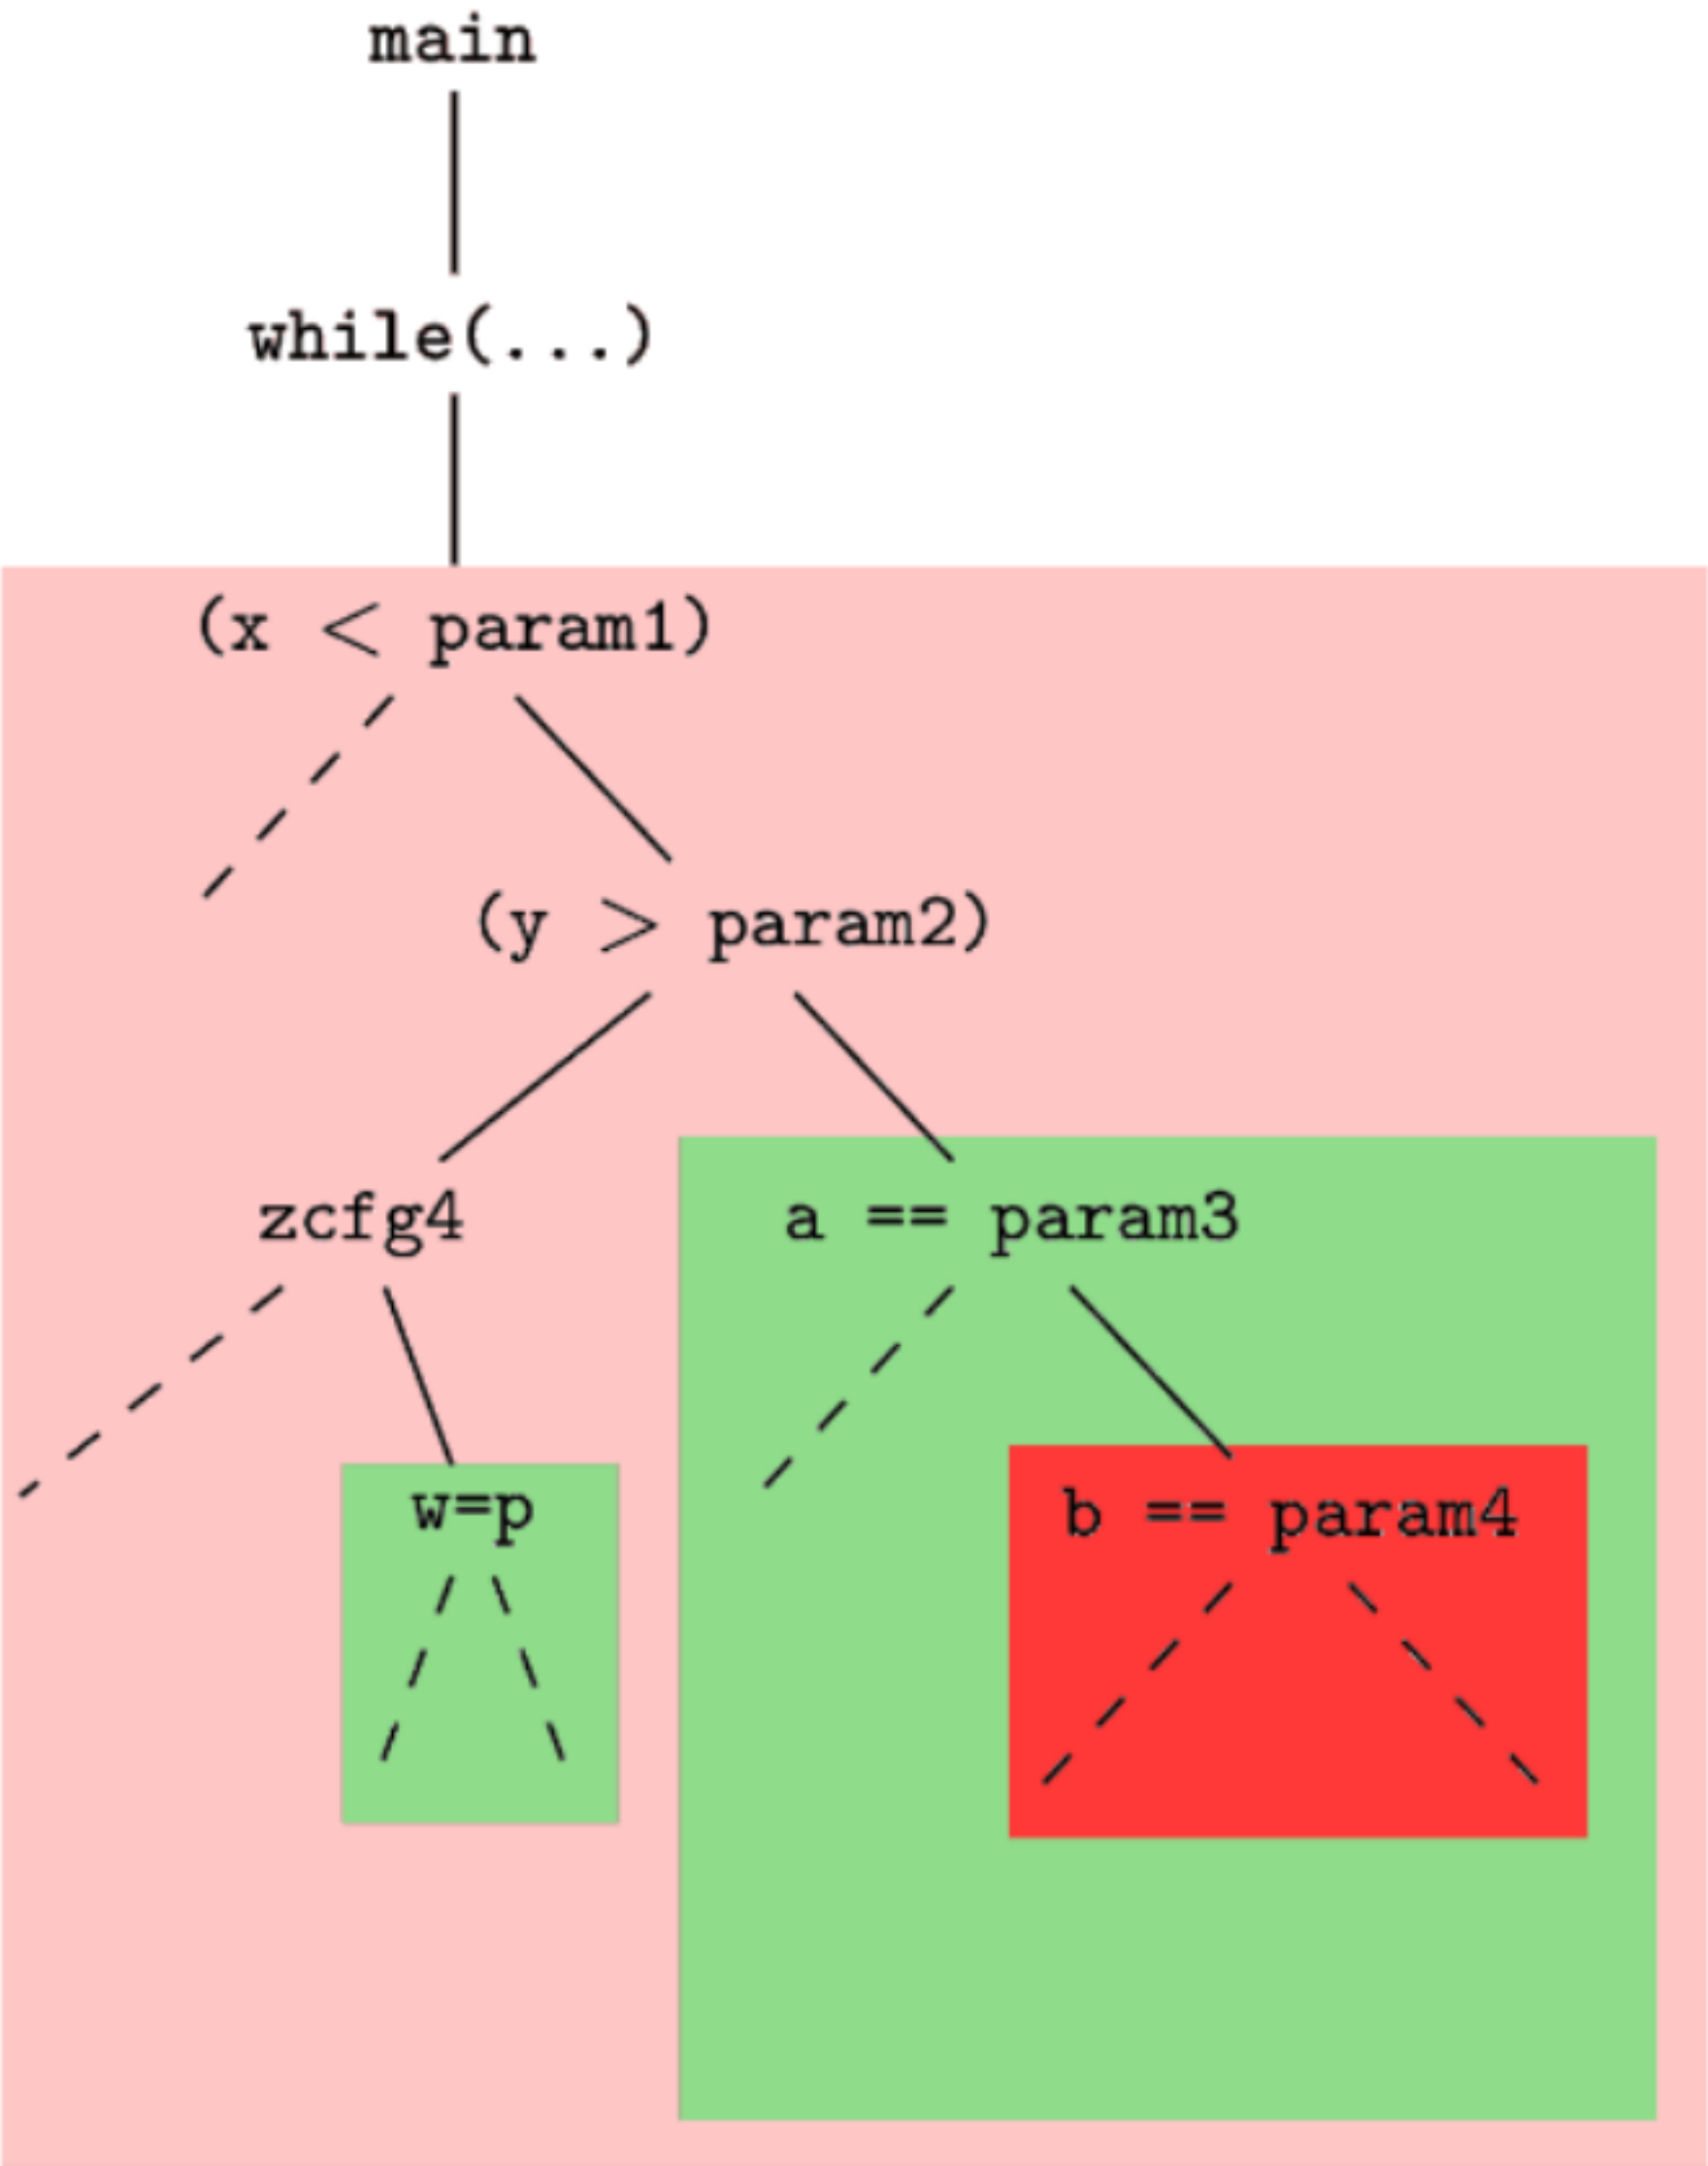 main
while(...)
(x < param1)
(y > param2)
zcfg4
a == param3
w=p
b == param4